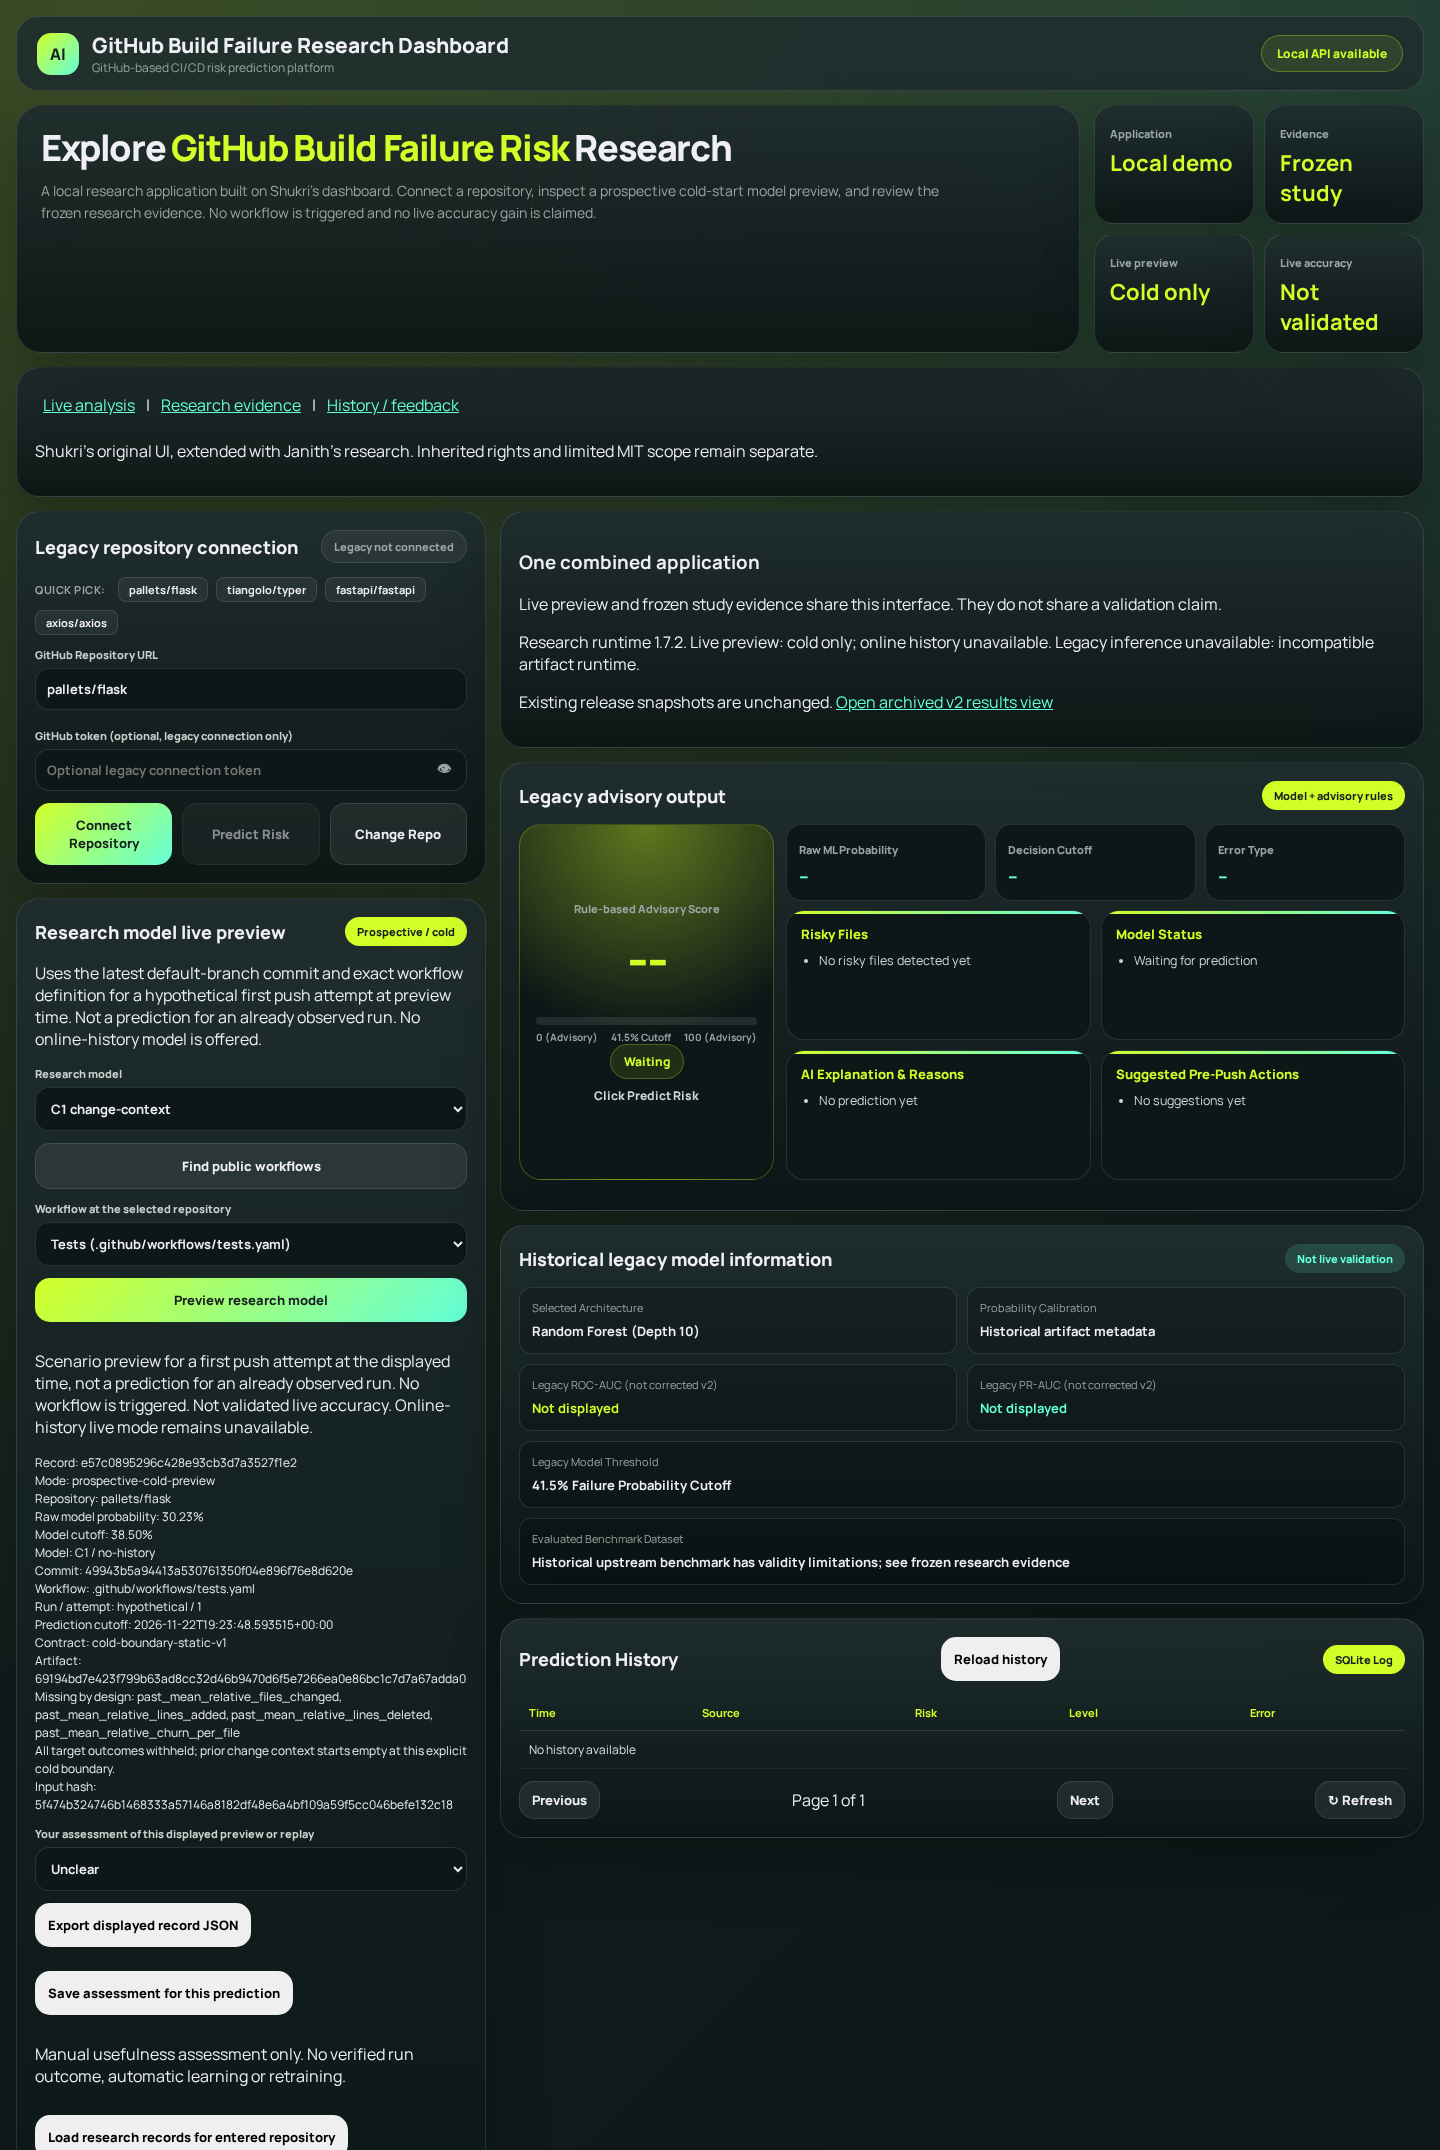 AI
GitHub Build Failure Research Dashboard
GitHub-based CI/CD risk prediction platform
Local API available
Explore GitHub Build Failure Risk Research
A local research application built on Shukri's dashboard. Connect a repository, inspect a prospective cold-start model preview, and review the
frozen research evidence. No workflow is triggered and no live accuracy gain is claimed.
Application
Local demo
Evidence
Frozen
study
Live preview
Cold only
Live accuracy
Not
validated
Live analysis | Research evidence | History / feedback
Shukri's original UI, extended with Janith's research. Inherited rights and limited MIT scope remain separate.
Legacy repository connection
Legacy not connected
QUICK PICK: pallets/flask tiangolo/typer fastapi/fastapi
axios/axios
GitHub Repository URL
pallets/flask
GitHub token (optional, legacy connection only)
Optional legacy connection token
Connect
Repository
Predict Risk
Change Repo
Research model live preview
Prospective / cold
Uses the latest default-branch commit and exact workflow
definition for a hypothetical first push attempt at preview
time. Not a prediction for an already observed run. No
online-history model is offered.
Research model
C1 change-context
Find public workflows
Workflow at the selected repository
Tests (.github/workflows/tests.yaml)
Preview research model
Scenario preview for a first push attempt at the displayed
time, not a prediction for an already observed run. No
workflow is triggered. Not validated live accuracy. Online-
history live mode remains unavailable.
Record: e57c0895296c428e93cb3d7a3527f1e2
Mode: prospective-cold-preview
Repository: pallets/flask
Raw model probability: 30.23%
Model cutoff: 38.50%
Model: C1 / no-history
Commit: 49943b5a94413a530761350f04e896f76e8d620e
Workflow: .github/workflows/tests.yaml
Run / attempt: hypothetical / 1
Prediction cutoff: 2026-11-22T19:23:48.593515+00:00
Contract: cold-boundary-static-v1
Artifact:
69194bd7e423f799b63ad8cc32d46b9470d6f5e7266ea0e86bc1c7d7a67adda0
Missing by design: past_mean_relative_files_changed,
past_mean_relative_lines_added, past_mean_relative_lines_deleted,
past_mean_relative_churn_per_file
All target outcomes withheld; prior change context starts empty at this explicit
cold boundary.
Input hash:
5f474b324746b1468333a57146a8182df48e6a4bf109a59f5cc046befe132c18
Your assessment of this displayed preview or replay
Unclear
Export displayed record JSON
Save assessment for this prediction
Manual usefulness assessment only. No verified run
outcome, automatic learning or retraining.
Load research records for entered repository
One combined application
Live preview and frozen study evidence share this interface. They do not share a validation claim.
Research runtime 1.7.2. Live preview: cold only; online history unavailable. Legacy inference unavailable: incompatible
artifact runtime.
Existing release snapshots are unchanged. Open archived v2 results view
Legacy advisory output
Model + advisory rules
Rule-based Advisory Score
--
0 (Advisory) 41.5% Cutoff 100 (Advisory)
Waiting
Click Predict Risk
Raw ML Probability
–
Decision Cutoff
–
Error Type
–
Risky Files
• No risky files detected yet
Model Status
• Waiting for prediction
AI Explanation & Reasons
• No prediction yet
Suggested Pre-Push Actions
• No suggestions yet
Historical legacy model information
Not live validation
Selected Architecture
Random Forest (Depth 10)
Probability Calibration
Historical artifact metadata
Legacy ROC-AUC (not corrected v2)
Not displayed
Legacy PR-AUC (not corrected v2)
Not displayed
Legacy Model Threshold
41.5% Failure Probability Cutoff
Evaluated Benchmark Dataset
Historical upstream benchmark has validity limitations; see frozen research evidence
Prediction History
Reload history
SQLite Log
Time Source Risk Level Error
No history available
Previous
Page 1 of 1
Next
↻ Refresh